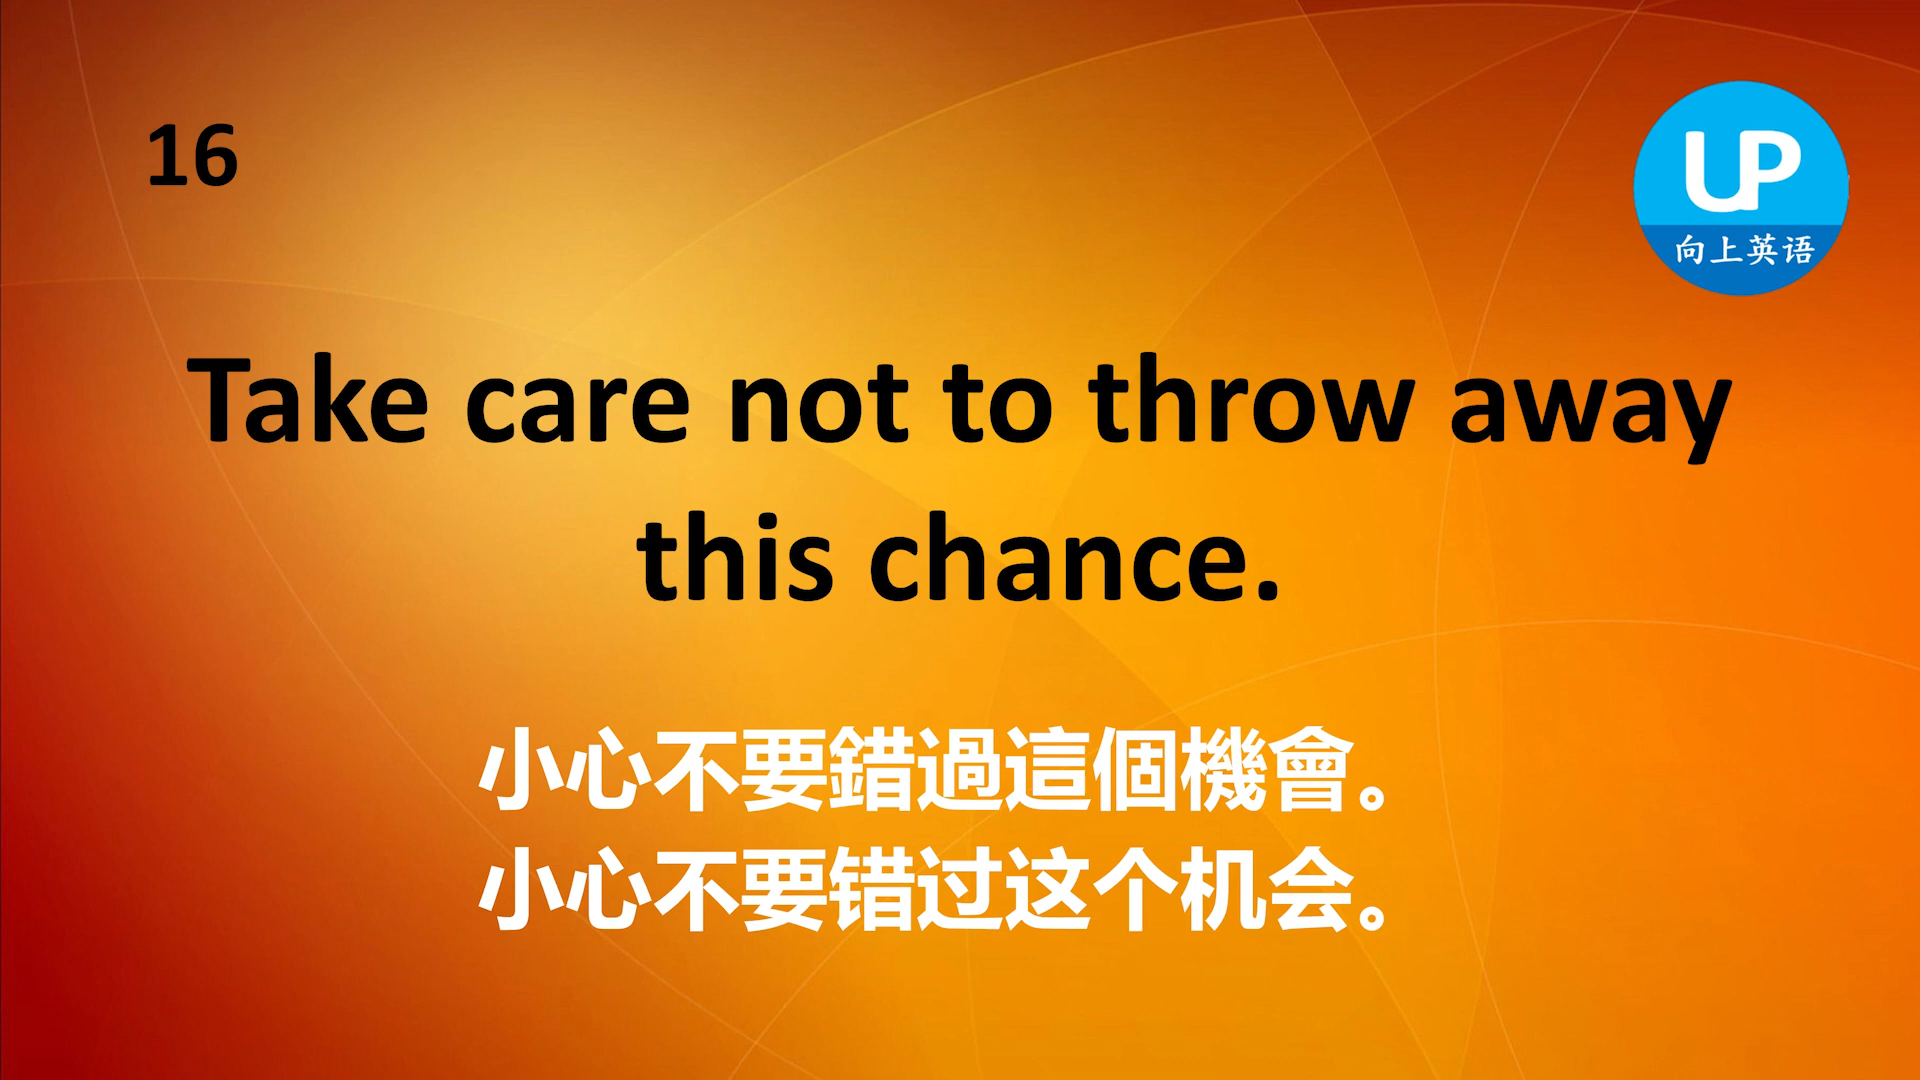 16
UP
向上英语
Take care not to throw away
this chance.
小心不要錯過這個機會。
小心不要错过这个机会。